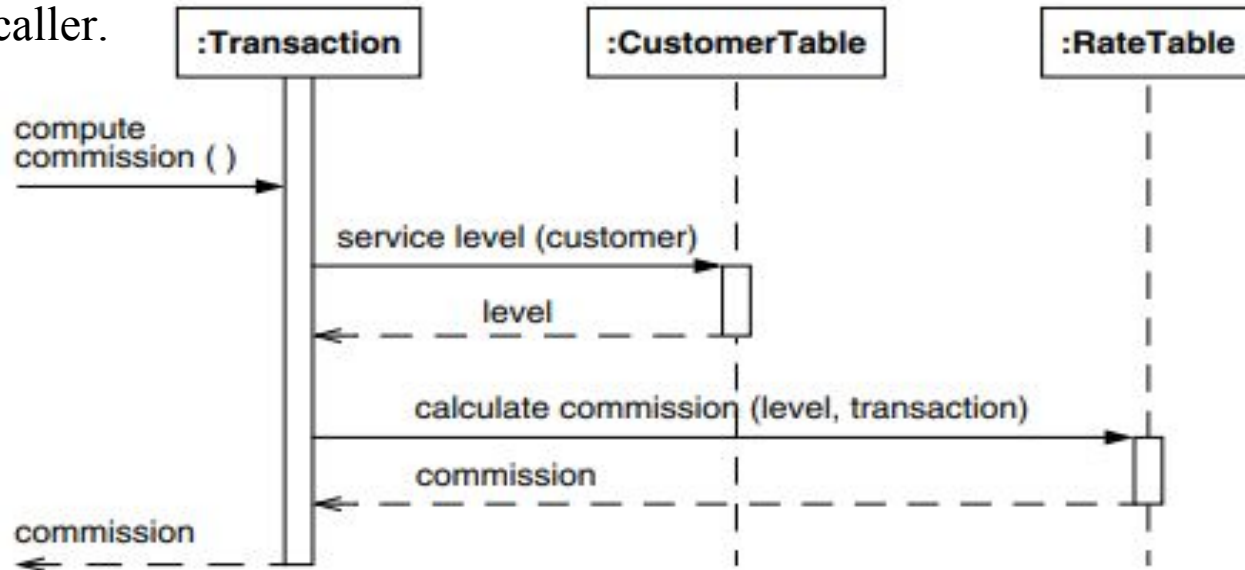 caller.
:Transaction
:CustomerTable
:RateTable
compute
commission ( )
service level (customer)
level
calculate commission (level, transaction)
commission
commission